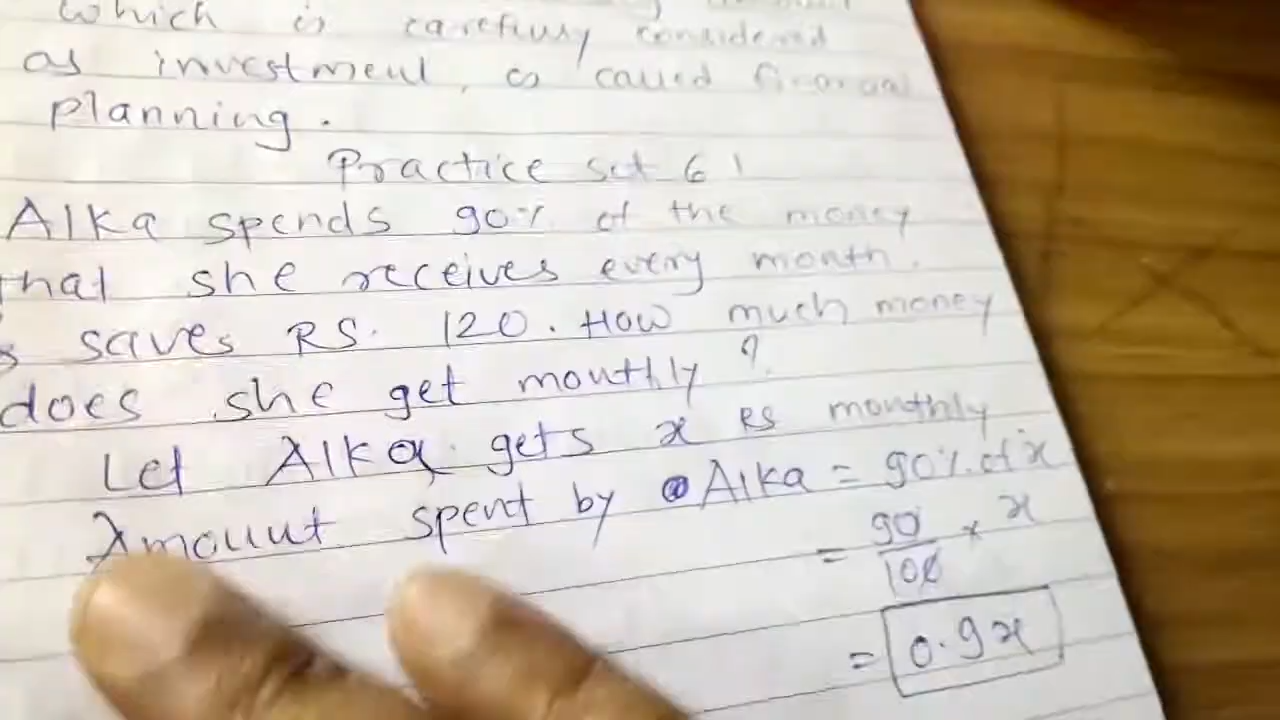 which is carefully considered
as investment, is called financial
planning.
Practice set 6 1
Alka spends 90% of the money
that she receives every month.
saves RS. 120. How much money
does she get monthly ?
Let Alka gets x RS monthly
Amount spent by Alka = 90% of x
= 90/100 × x
= 0.9x